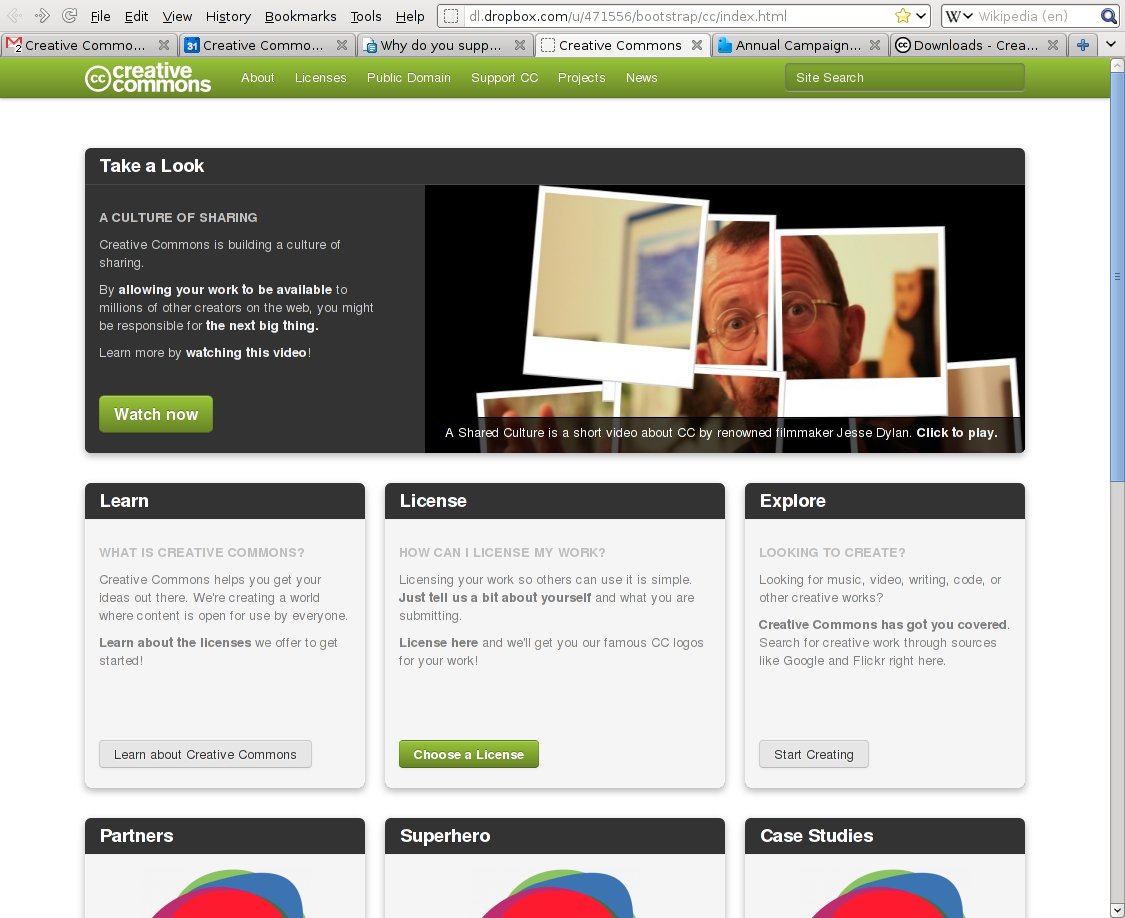 File Edit View History Bookmarks Tools Help
dl.dropbox.com/u/471556/bootstrap/cc/index.html
W Wikipedia (en)
2 Creative Commo...
31 Creative Commo...
Why do you supp...
Creative Commons
Annual Campaign...
cc Downloads - Crea...
cc creative commons
About Licenses Public Domain Support CC Projects News
Site Search
Take a Look
A CULTURE OF SHARING
Creative Commons is building a culture of
sharing.
By allowing your work to be available to
millions of other creators on the web, you might
be responsible for the next big thing.
Learn more by watching this video!
Watch now
A Shared Culture is a short video about CC by renowned filmmaker Jesse Dylan. Click to play.
Learn
WHAT IS CREATIVE COMMONS?
Creative Commons helps you get your
ideas out there. We're creating a world
where content is open for use by everyone.
Learn about the licenses we offer to get
started!
Learn about Creative Commons
License
HOW CAN I LICENSE MY WORK?
Licensing your work so others can use it is simple.
Just tell us a bit about yourself and what you are
submitting.
License here and we'll get you our famous CC logos
for your work!
Choose a License
Explore
LOOKING TO CREATE?
Looking for music, video, writing, code, or
other creative works?
Creative Commons has got you covered.
Search for creative work through sources
like Google and Flickr right here.
Start Creating
Partners
Superhero
Case Studies